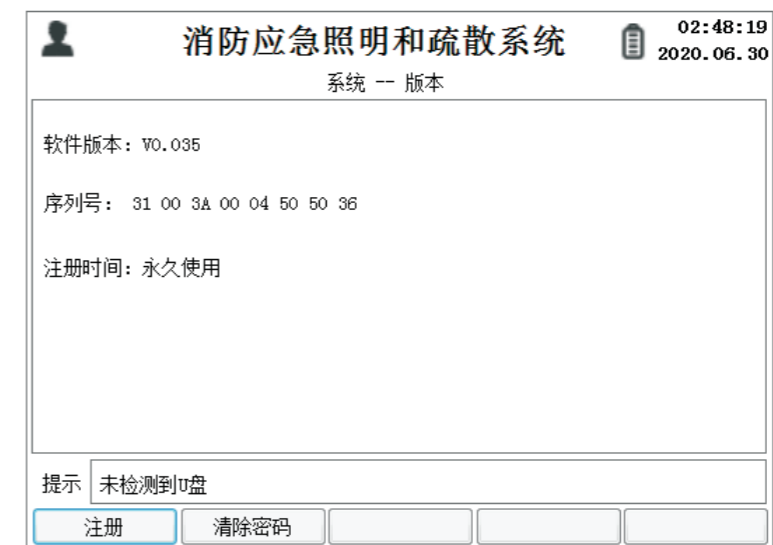 消防应急照明和疏散系统
02:48:19
2020.06.30
系统 -- 版本
软件版本：V0.035
序列号： 31 00 3A 00 04 50 50 36
注册时间：永久使用
提示 未检测到U盘
注册 清除密码